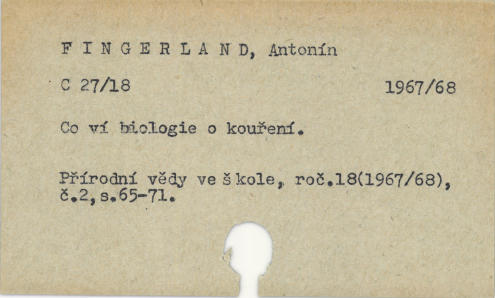 F I N G E R L A N D, Antonín
C 27/18 1967/68
Co ví biologie o kouření.
Přírodní vědy ve škole, roč.18(1967/68),
č.2,s.65-71.